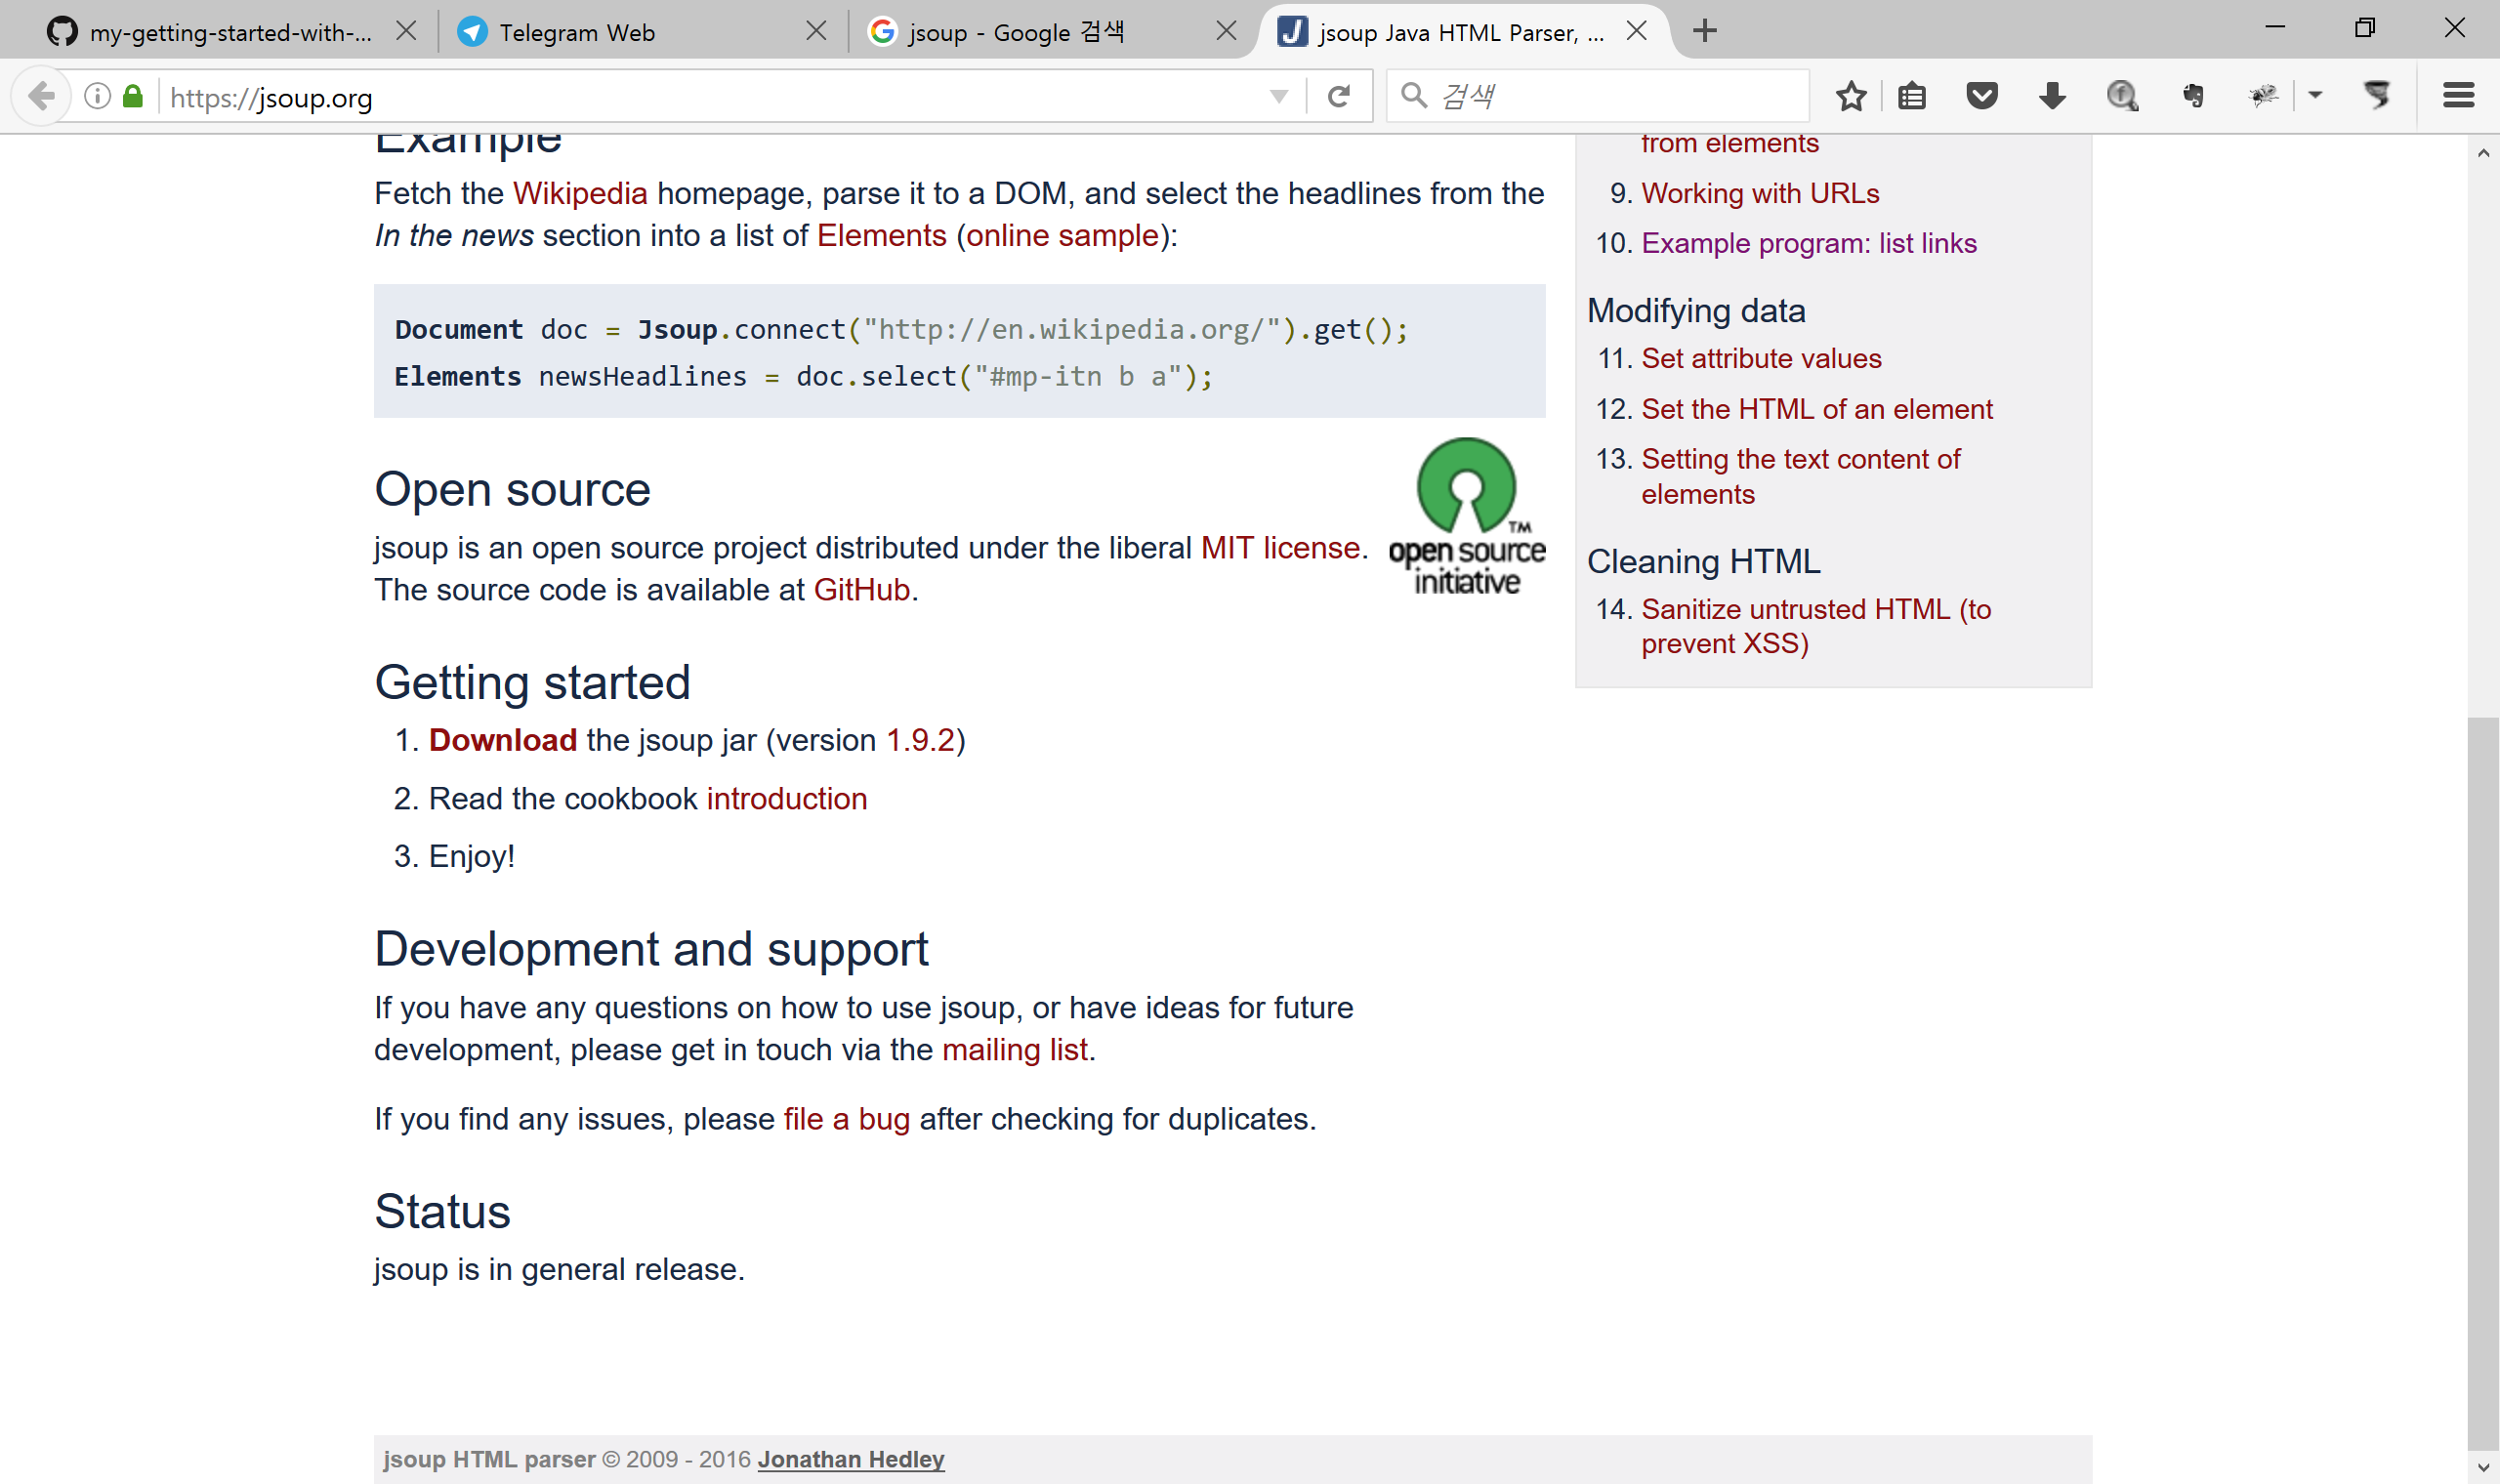 my-getting-started-with-...
Telegram Web
jsoup - Google 검색
jsoup Java HTML Parser, ...
https://jsoup.org
검색
Example
Fetch the Wikipedia homepage, parse it to a DOM, and select the headlines from the
In the news section into a list of Elements (online sample):
Document doc = Jsoup.connect("http://en.wikipedia.org/").get();
Elements newsHeadlines = doc.select("#mp-itn b a");
Open source
jsoup is an open source project distributed under the liberal MIT license.
The source code is available at GitHub.
TM
open source
initiative
Getting started
1. Download the jsoup jar (version 1.9.2)
2. Read the cookbook introduction
3. Enjoy!
Development and support
If you have any questions on how to use jsoup, or have ideas for future
development, please get in touch via the mailing list.
If you find any issues, please file a bug after checking for duplicates.
Status
jsoup is in general release.
from elements
9. Working with URLs
10. Example program: list links
Modifying data
11. Set attribute values
12. Set the HTML of an element
13. Setting the text content of
elements
Cleaning HTML
14. Sanitize untrusted HTML (to
prevent XSS)
jsoup HTML parser © 2009 - 2016 Jonathan Hedley